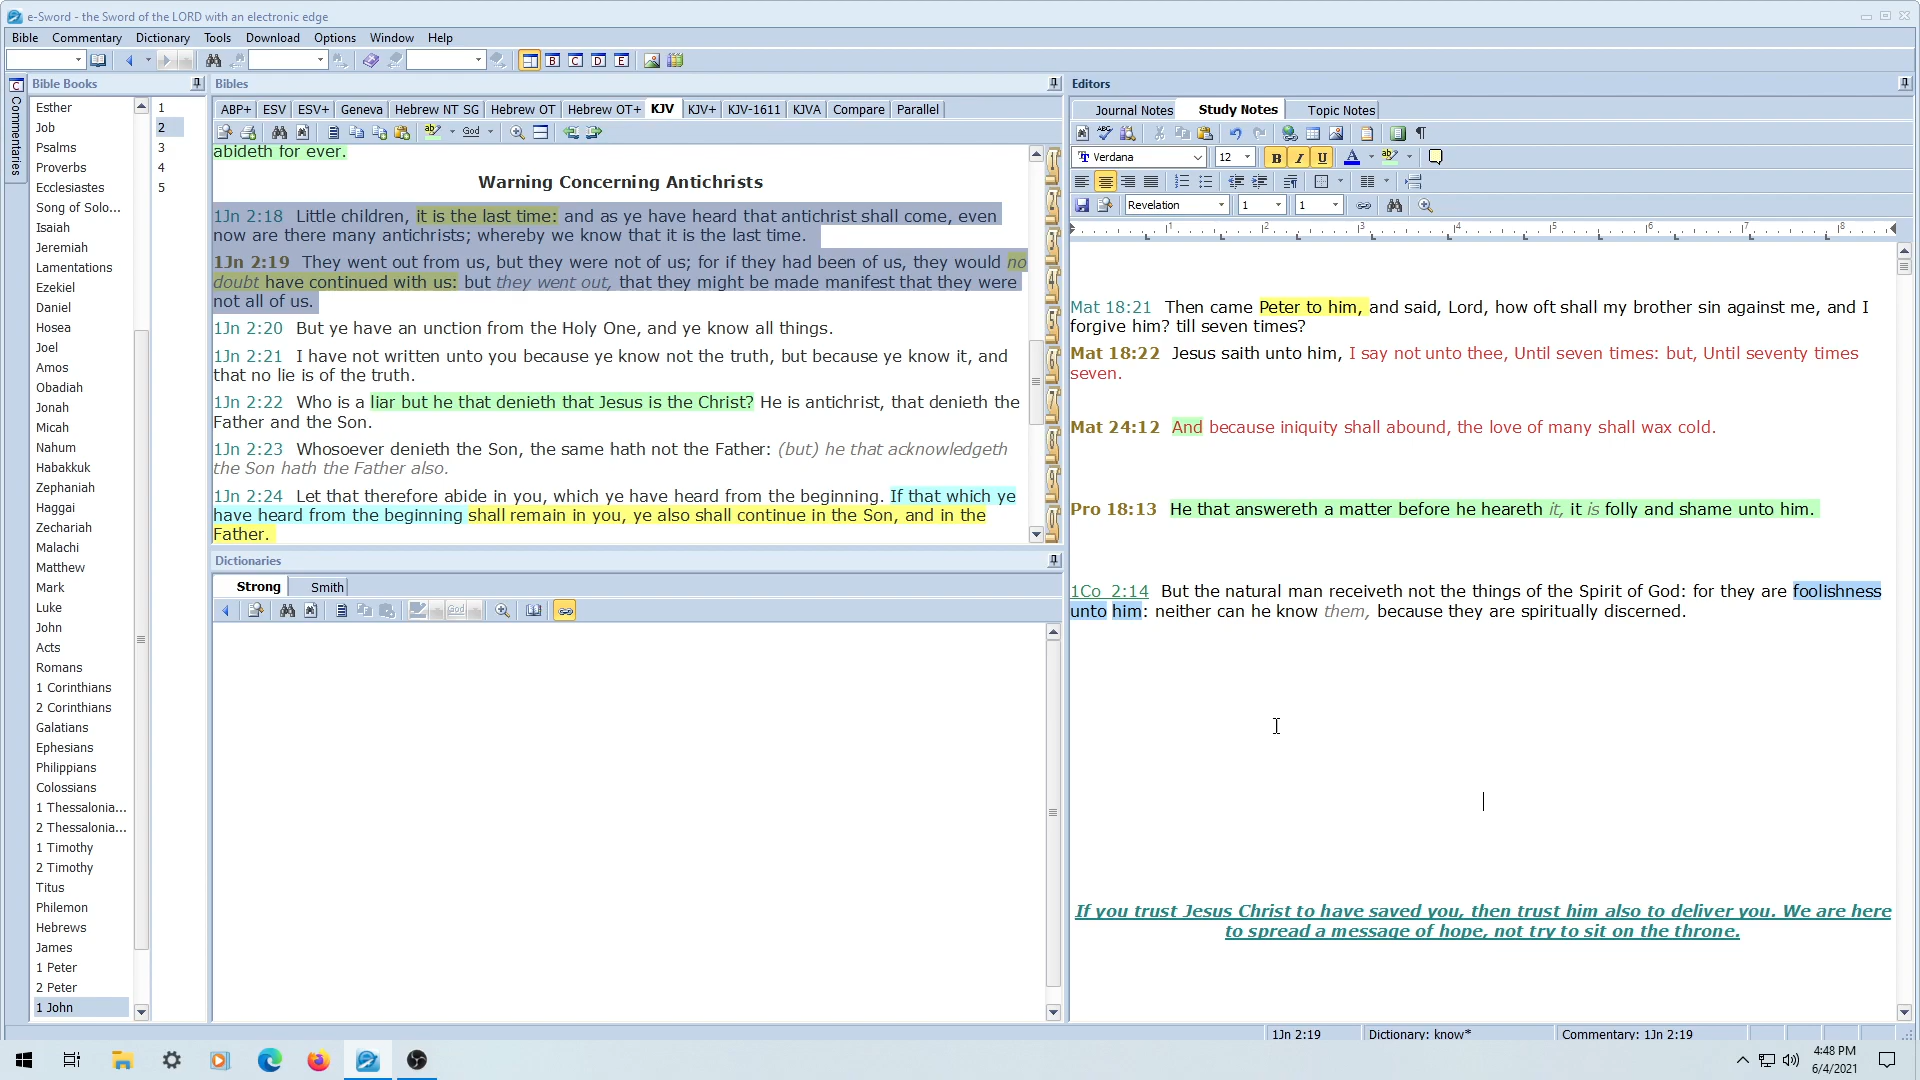 e-Sword - the Sword of the LORD with an electronic edge
Bible Commentary Dictionary Tools Download Options Window Help
B C D E
Commentaries
Bible Books
Esther
Job
Psalms
Proverbs
Ecclesiastes
Song of Solo...
Isaiah
Jeremiah
Lamentations
Ezekiel
Daniel
Hosea
Joel
Amos
Obadiah
Jonah
Micah
Nahum
Habakkuk
Zephaniah
Haggai
Zechariah
Malachi
Matthew
Mark
Luke
John
Acts
Romans
1 Corinthians
2 Corinthians
Galatians
Ephesians
Philippians
Colossians
1 Thessalonia...
2 Thessalonia...
1 Timothy
2 Timothy
Titus
Philemon
Hebrews
James
1 Peter
2 Peter
1 John
1
2
3
4
5
Bibles
ABP+ ESV ESV+ Geneva Hebrew NT SG Hebrew OT Hebrew OT+ KJV KJV+ KJV-1611 KJVA Compare Parallel
God
abideth for ever.
Warning Concerning Antichrists
1Jn 2:18 Little children, it is the last time: and as ye have heard that antichrist shall come, even
now are there many antichrists; whereby we know that it is the last time.
1Jn 2:19 They went out from us, but they were not of us; for if they had been of us, they would no
doubt have continued with us: but they went out, that they might be made manifest that they were
not all of us.
1Jn 2:20 But ye have an unction from the Holy One, and ye know all things.
1Jn 2:21 I have not written unto you because ye know not the truth, but because ye know it, and
that no lie is of the truth.
1Jn 2:22 Who is a liar but he that denieth that Jesus is the Christ? He is antichrist, that denieth the
Father and the Son.
1Jn 2:23 Whosoever denieth the Son, the same hath not the Father: (but) he that acknowledgeth
the Son hath the Father also.
1Jn 2:24 Let that therefore abide in you, which ye have heard from the beginning. If that which ye
have heard from the beginning shall remain in you, ye also shall continue in the Son, and in the
Father.
1
2
3
4
5
6
7
8
9
0
Dictionaries
Strong Smith
God
Editors
Journal Notes Study Notes Topic Notes
Verdana 12 B I U A
Revelation 1 1
1 2 3 4 5 6 7 8
Mat 18:21 Then came Peter to him, and said, Lord, how oft shall my brother sin against me, and I
forgive him? till seven times?
Mat 18:22 Jesus saith unto him, I say not unto thee, Until seven times: but, Until seventy times
seven.
Mat 24:12 And because iniquity shall abound, the love of many shall wax cold.
Pro 18:13 He that answereth a matter before he heareth it, it is folly and shame unto him.
1Co 2:14 But the natural man receiveth not the things of the Spirit of God: for they are foolishness
unto him: neither can he know them, because they are spiritually discerned.
If you trust Jesus Christ to have saved you, then trust him also to deliver you. We are here
to spread a message of hope, not try to sit on the throne.
1Jn 2:19 Dictionary: know* Commentary: 1Jn 2:19
4:48 PM
6/4/2021